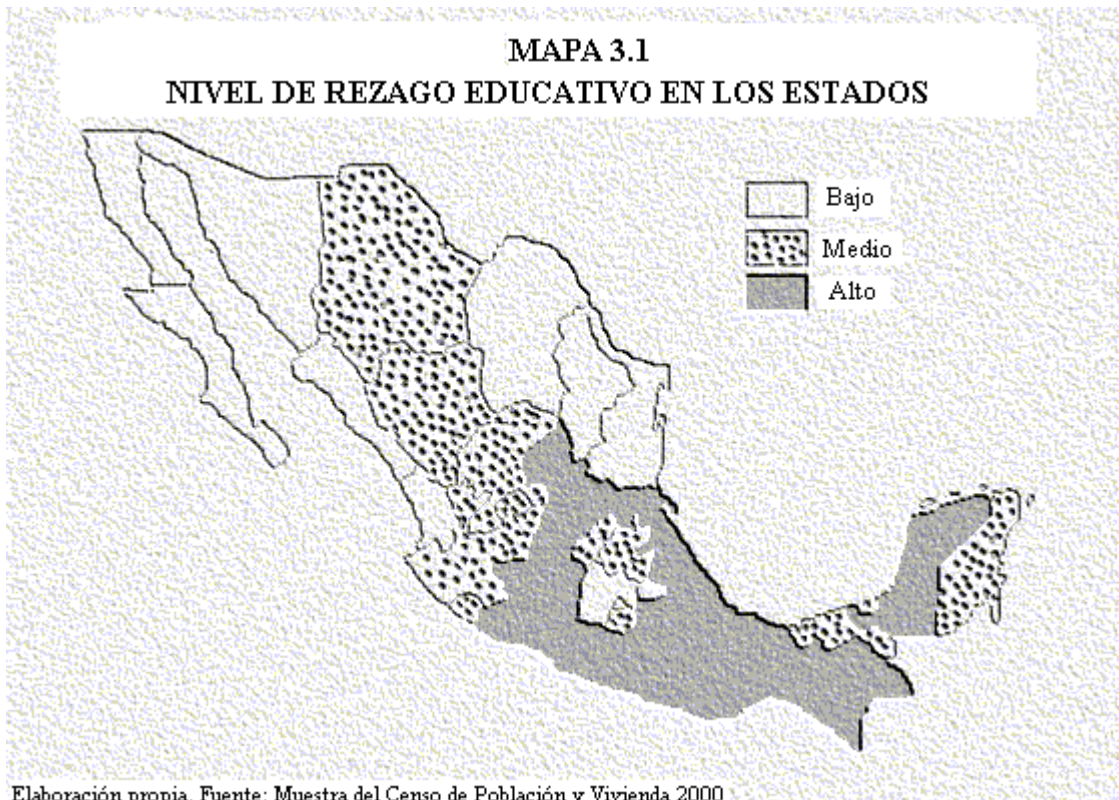 MAPA 3.1
NIVEL DE REZAGO EDUCATIVO EN LOS ESTADOS
Bajo
Medio
Alto
Elaboración propia. Fuente: Muestra del Censo de Población y Vivienda 2000